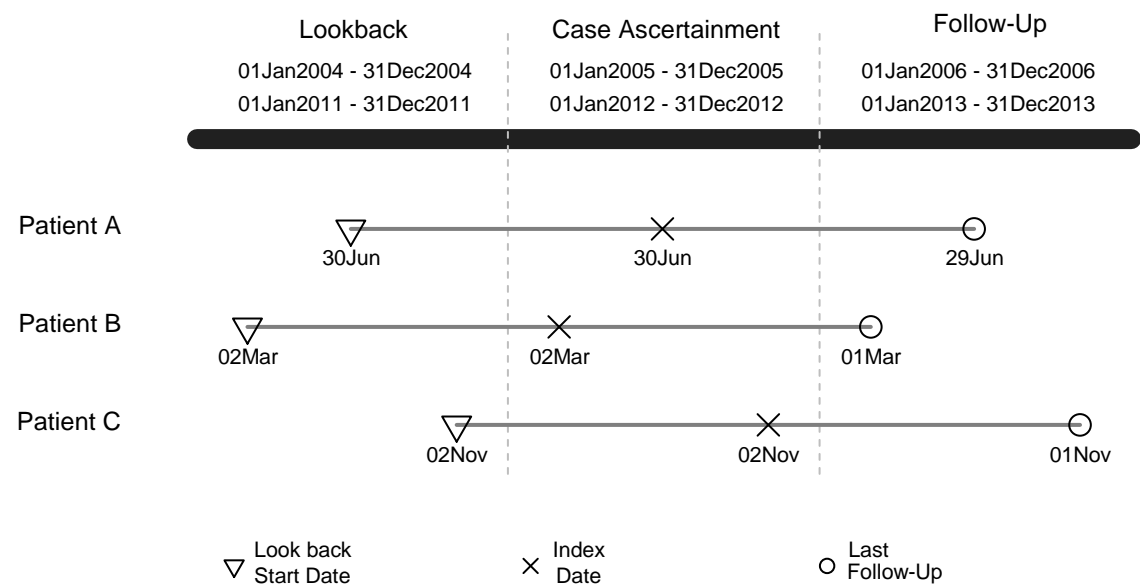 Lookback
Case Ascertainment
Follow-Up
01Jan2004 - 31Dec2004
01Jan2005 - 31Dec2005
01Jan2006 - 31Dec2006
01Jan2011 - 31Dec2011
01Jan2012 - 31Dec2012
01Jan2013 - 31Dec2013
Patient A
30Jun
30Jun
29Jun
Patient B
02Mar
02Mar
01Mar
Patient C
02Nov
02Nov
01Nov
Look back
Start Date
Index
Date
Last
Follow-Up